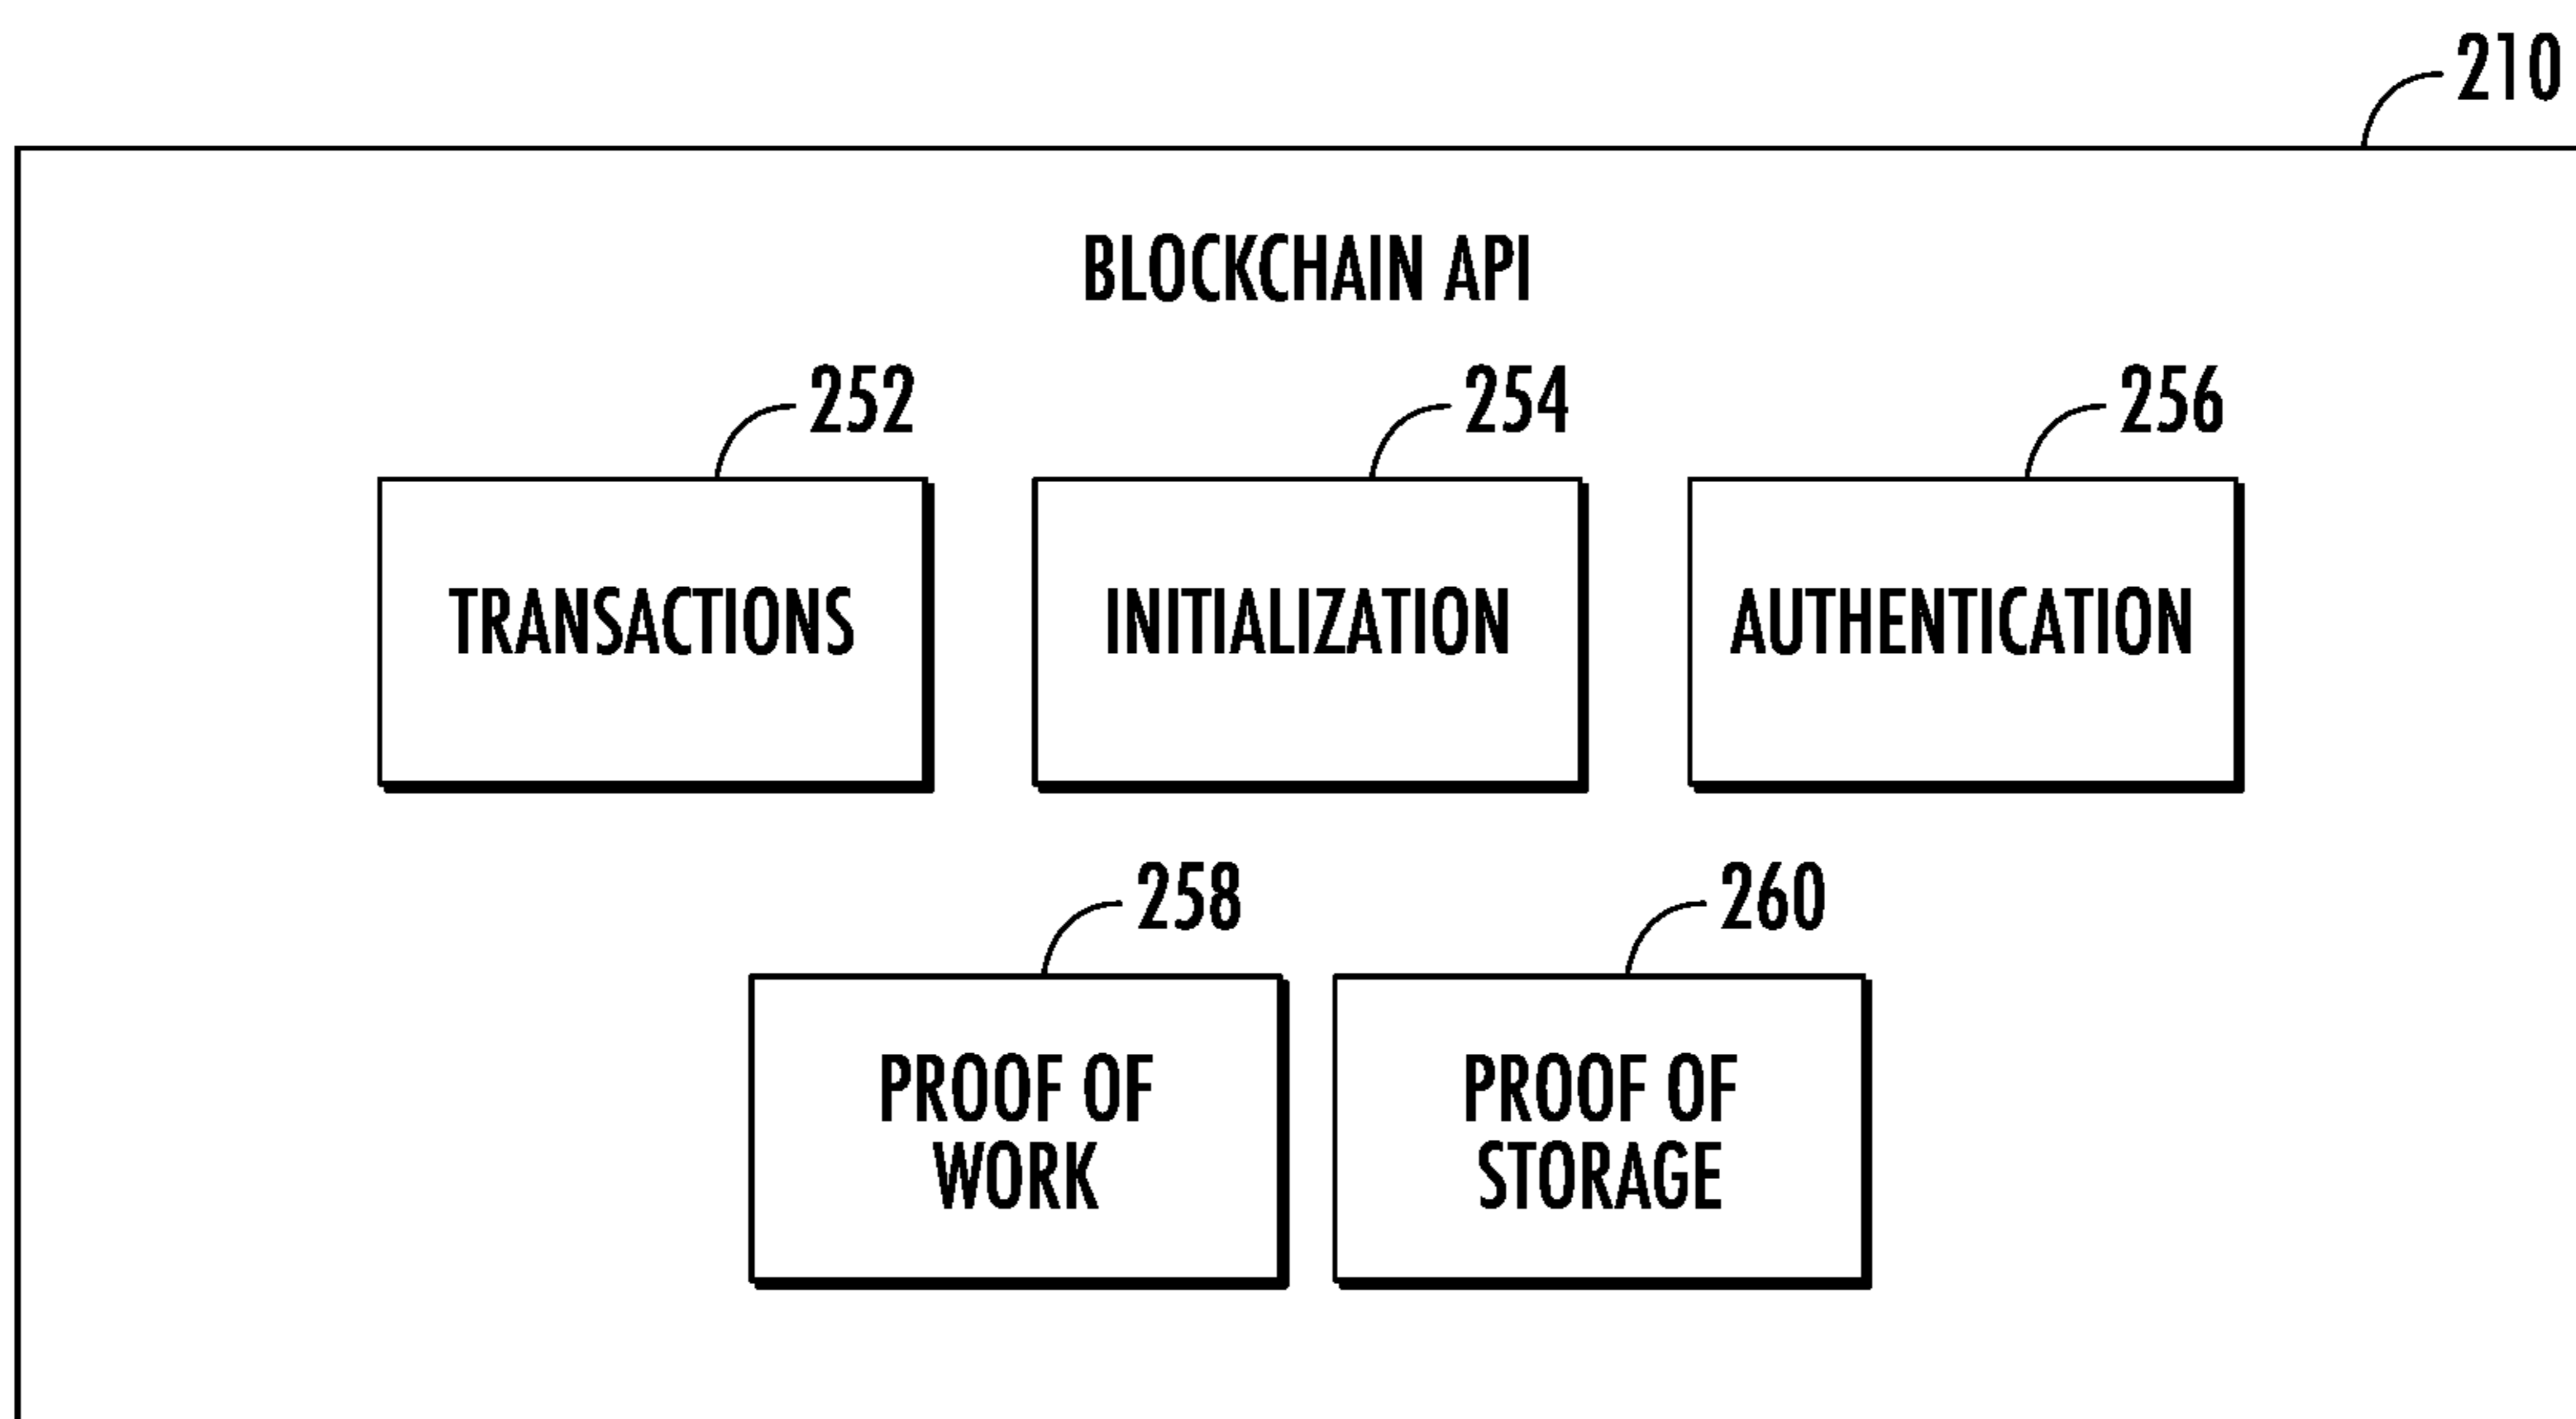 210
BLOCKCHAIN API
252
254
256
TRANSACTIONS
INITIALIZATION
AUTHENTICATION
258
260
PROOF OF
WORK
PROOF OF
STORAGE